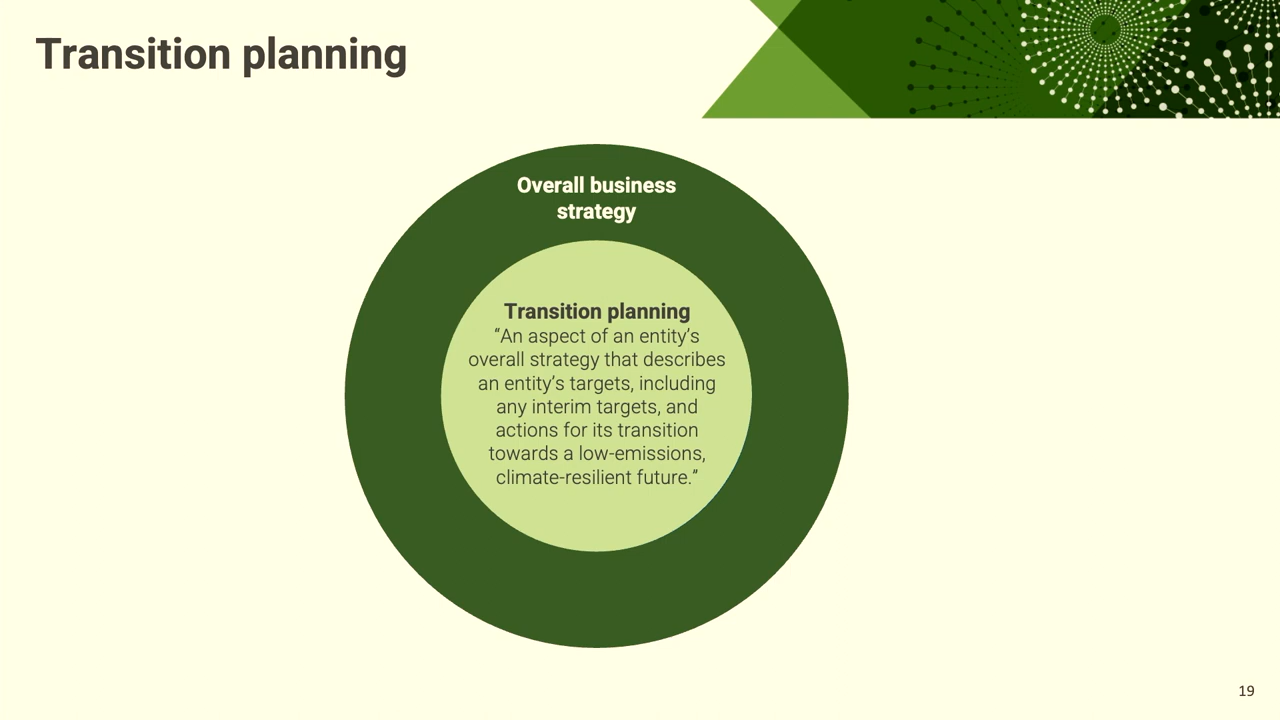 Transition planning
Overall business
strategy
Transition planning
“An aspect of an entity’s
overall strategy that describes
an entity’s targets, including
any interim targets, and
actions for its transition
towards a low-emissions,
climate-resilient future.”
19